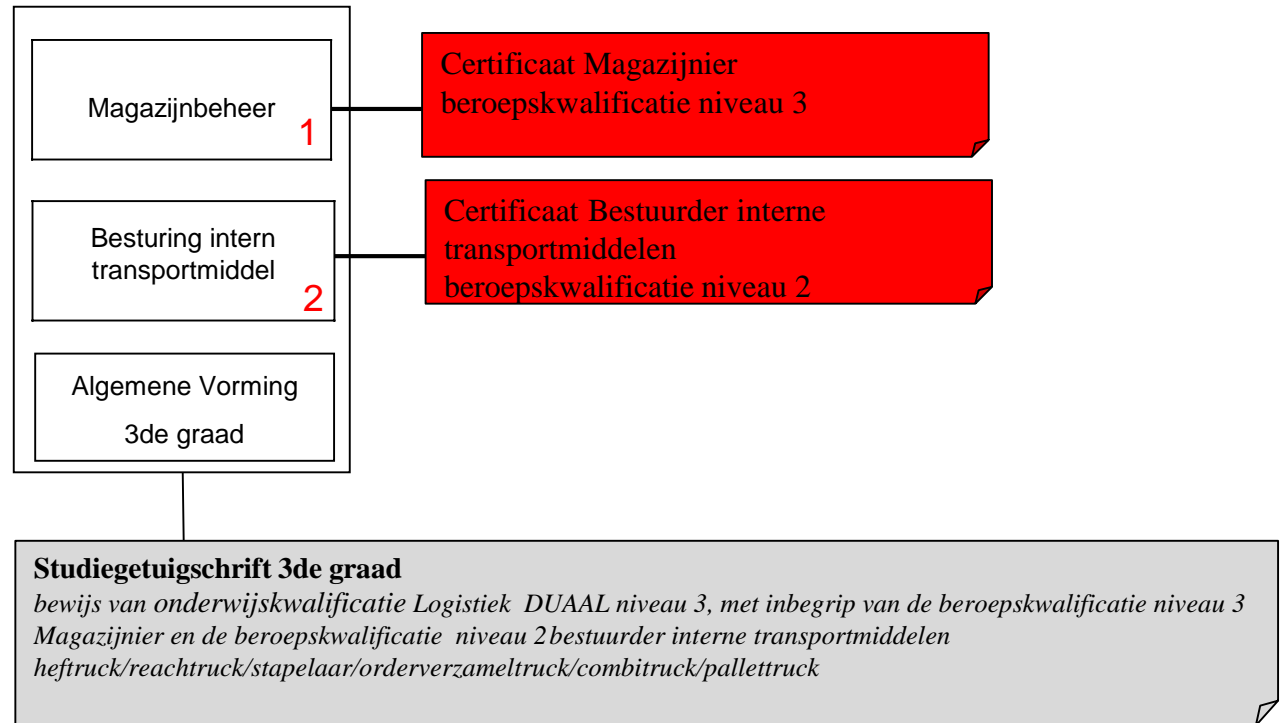 Magazijnbeheer
1
Certificaat Magazijnier
beroepskwalificatie niveau 3
Besturing intern
transportmiddel
2
Certificaat Bestuurder interne
transportmiddelen
beroepskwalificatie niveau 2
Algemene Vorming
3de graad
Studiegetuigschrift 3de graad
bewijs van onderwijskwalificatie Logistiek DUAAL niveau 3, met inbegrip van de beroepskwalificatie niveau 3
Magazijnier en de beroepskwalificatie niveau 2 bestuurder interne transportmiddelen
heftruck/reachtruck/stapelaar/orderverzameltruck/combitruck/pallettruck